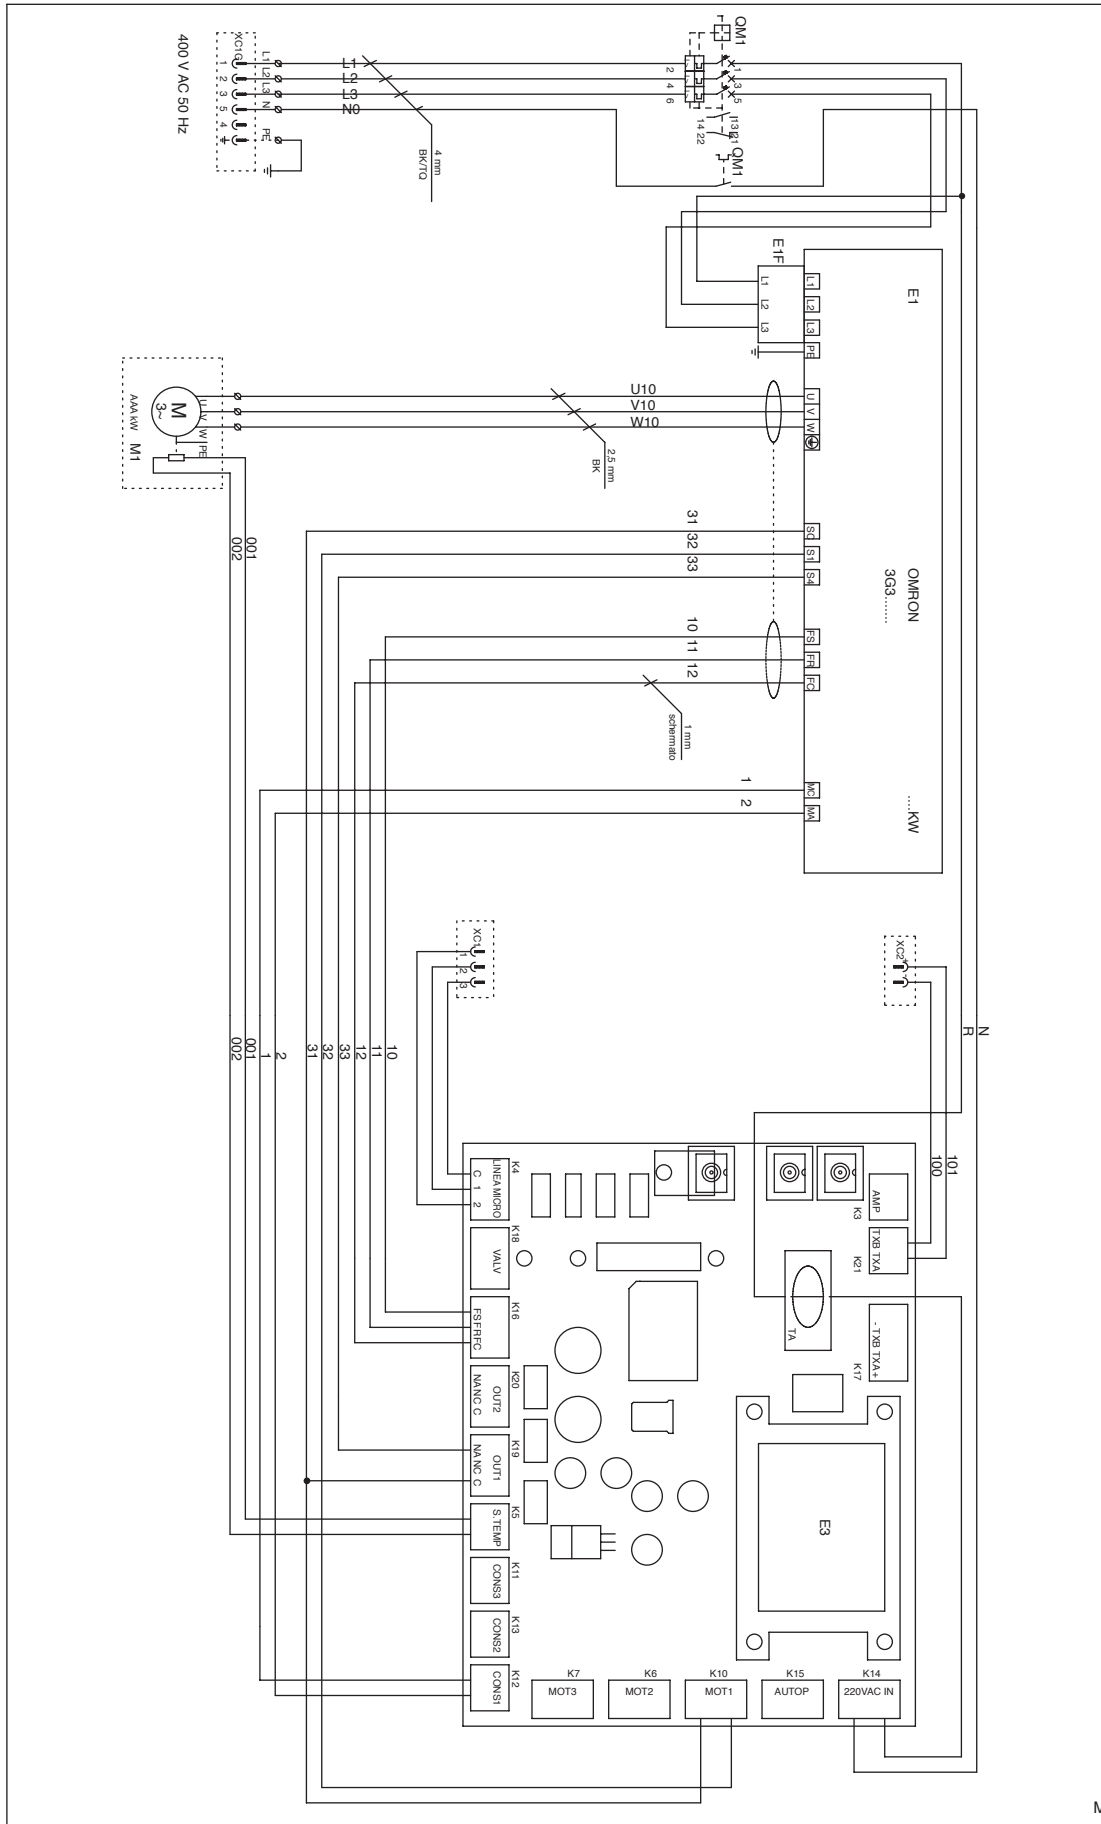 QM1
400 V AC 50 Hz
XC1G
1
2
3
5
4
L1
L2
L3
N
PE
L1
L2
L3
N0
4 mm
BK/TQ
2
4
6
1
3
5
13
21
14
22
QM1
E1F
L1
L2
L3
E1
L1
L2
L3
PE
U
V
W
OMRON
3G3.......
....KW
SC
S1
S4
FS
FR
FC
MC
MA
U10
V10
W10
2,5 mm
BK
M
3~
U
V
W
PE
AAA kW
M1
001
002
31
32
33
10
11
12
1 mm
schermato
1
2
XC1
1
2
3
XC2
N
R
101
100
002
001
1
2
31
32
33
12
11
10
K4
LINEA MICRO
C 1 2
K18
VALV
K16
FS FR FC
K20
OUT2
NA NC C
K19
OUT1
NA NC C
K5
S.TEMP
K11
CONS3
K13
CONS2
K12
CONS1
AMP
K3
TXB TXA
K21
TA
- TXB TXA +
K17
E3
K7
MOT3
K6
MOT2
K10
MOT1
K15
AUTOP
K14
220VAC IN